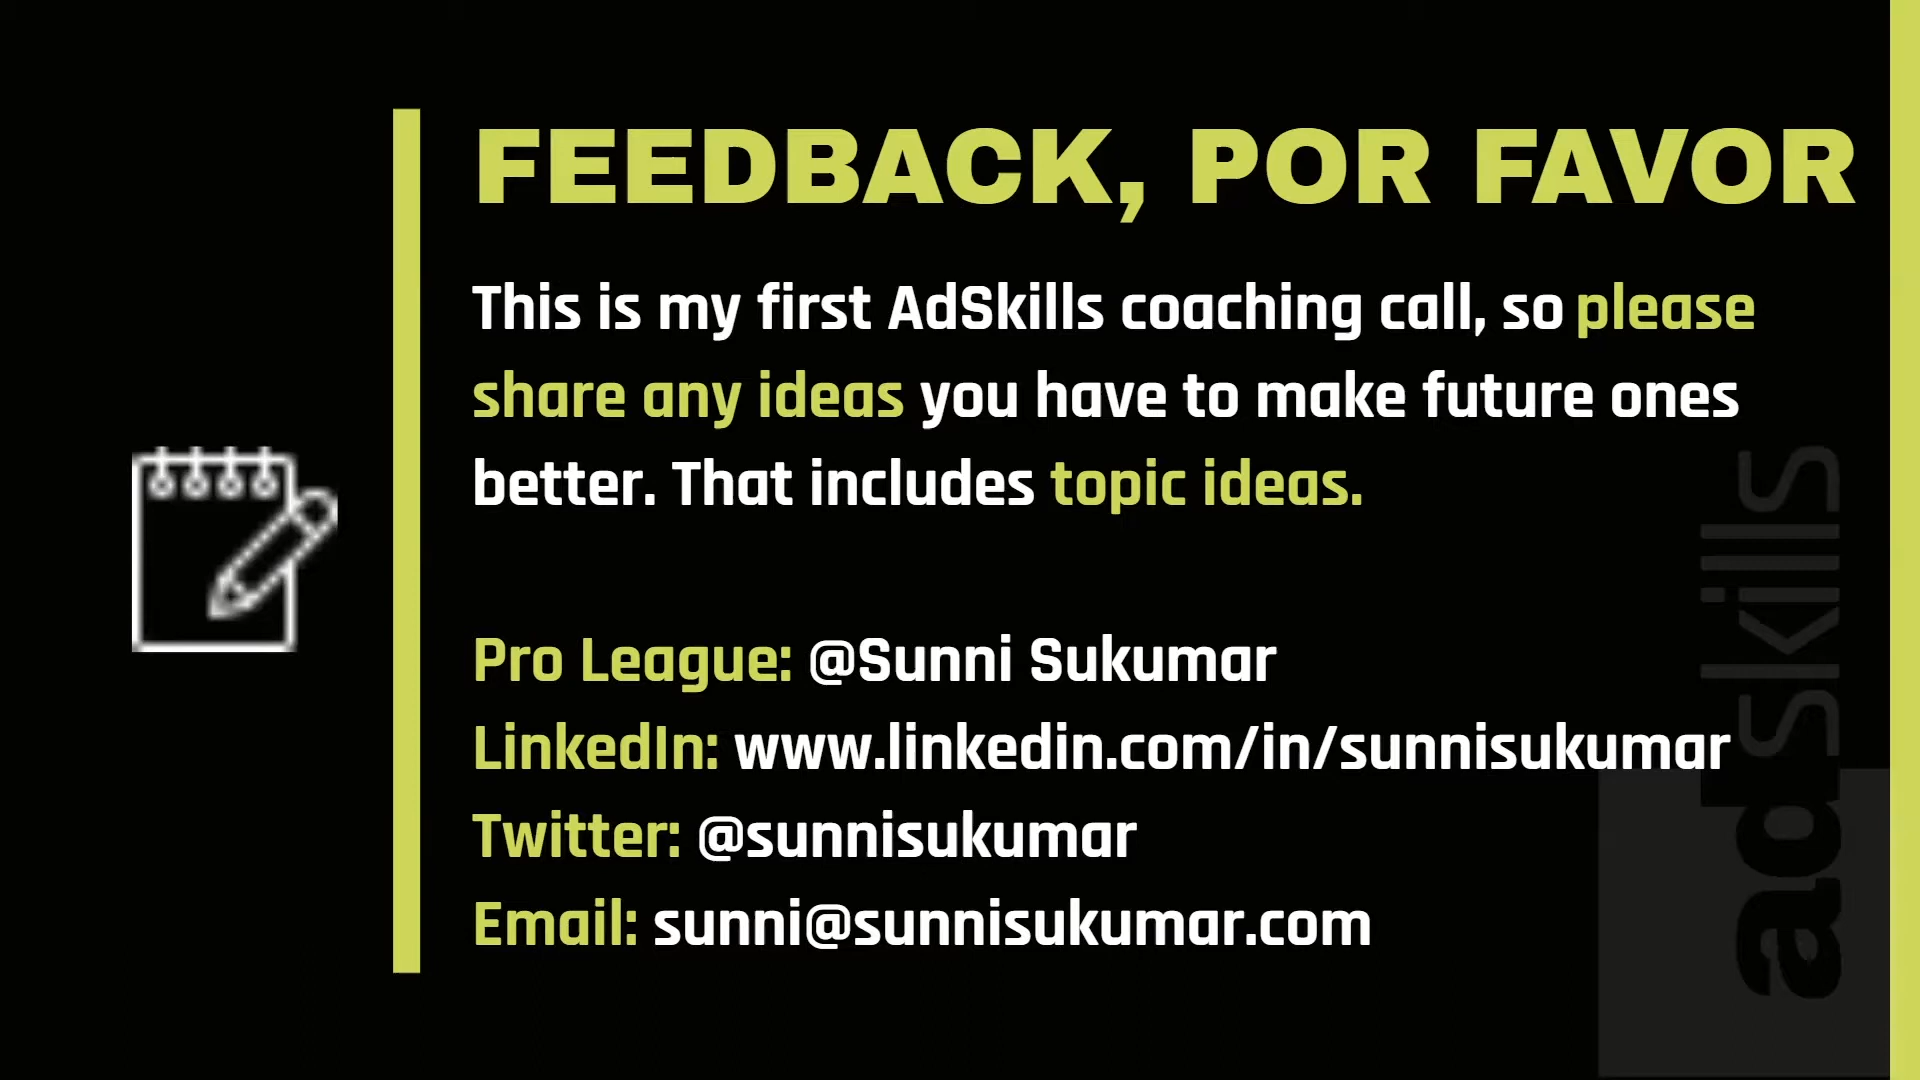 FEEDBACK, POR FAVOR
This is my first AdSkills coaching call, so please
share any ideas you have to make future ones
better. That includes topic ideas.
Pro League: @Sunni Sukumar
LinkedIn: www.linkedin.com/in/sunnisukumar
Twitter: @sunnisukumar
Email: sunni@sunnisukumar.com
adskills